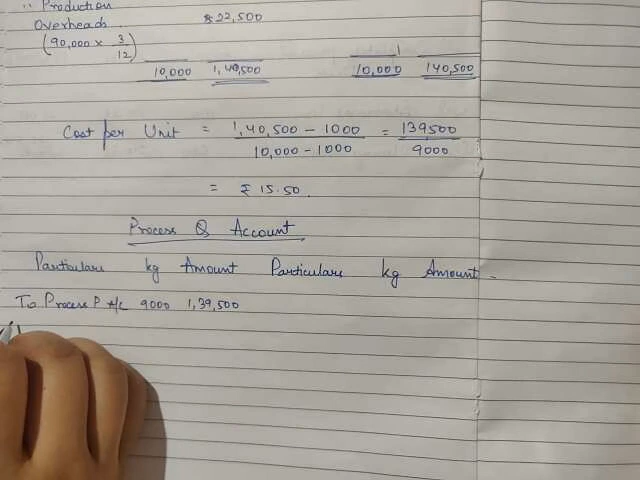 " Production
Overheads 22,500
(90,000 x 3/12)
10,000 1,40,500 10,000 140,500
Cost per Unit = 1,40,500 - 1000 / 10,000 - 1000 = 139500 / 9000
= ₹ 15.50
Process Q Account
Particulars kg Amount Particulars kg Amount
To Process P A/c 9000 1,39,500